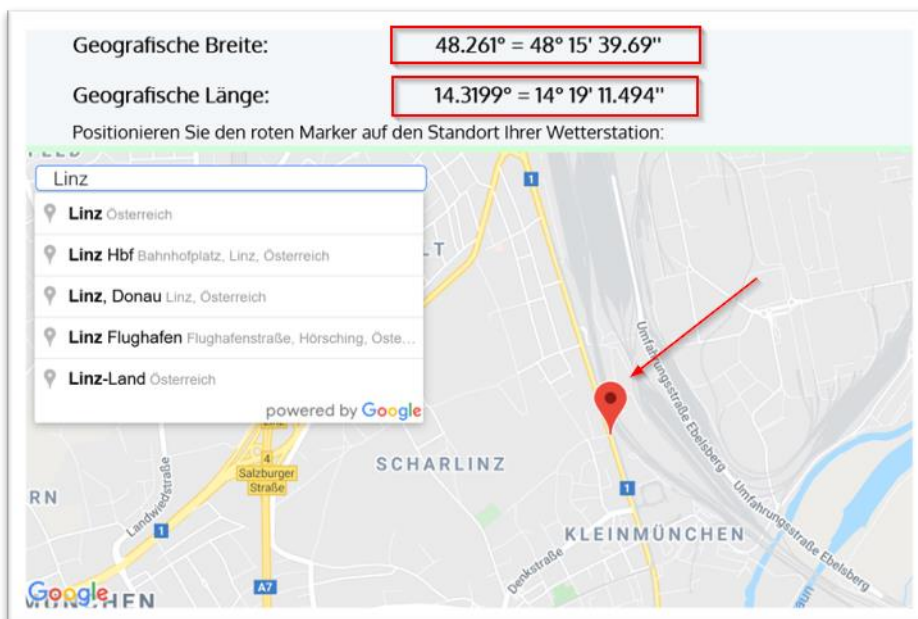 Geografische Breite: 48.261° = 48° 15' 39.69''
Geografische Länge: 14.3199° = 14° 19' 11.494''
Positionieren Sie den roten Marker auf den Standort Ihrer Wetterstation:
Linz
Linz Österreich
Linz Hbf Bahnhofplatz, Linz, Österreich
Linz, Donau Linz, Österreich
Linz Flughafen Flughafenstraße, Hörsching, Öste...
Linz-Land Österreich
powered by Google
1
Umfahrungsstraße Ebelsberg
4
Salzburger
Straße
SCHARLINZ
Landwiedstraße
1
RN
1
KLEINMÜNCHEN
Umfahrungsstraße Ebelsberg
Denkstraße
A7
Google